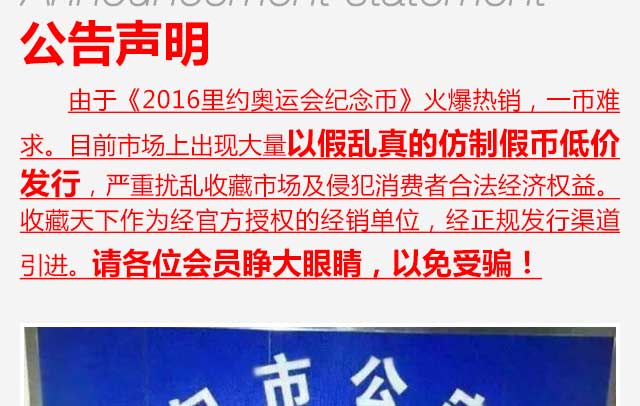 Announcement statement
公告声明
由于《2016里约奥运会纪念币》火爆热销，一币难
求。目前市场上出现大量以假乱真的仿制假币低价
发行，严重扰乱收藏市场及侵犯消费者合法经济权益。
收藏天下作为经官方授权的经销单位，经正规发行渠道
引进。请各位会员睁大眼睛，以免受骗！
市公